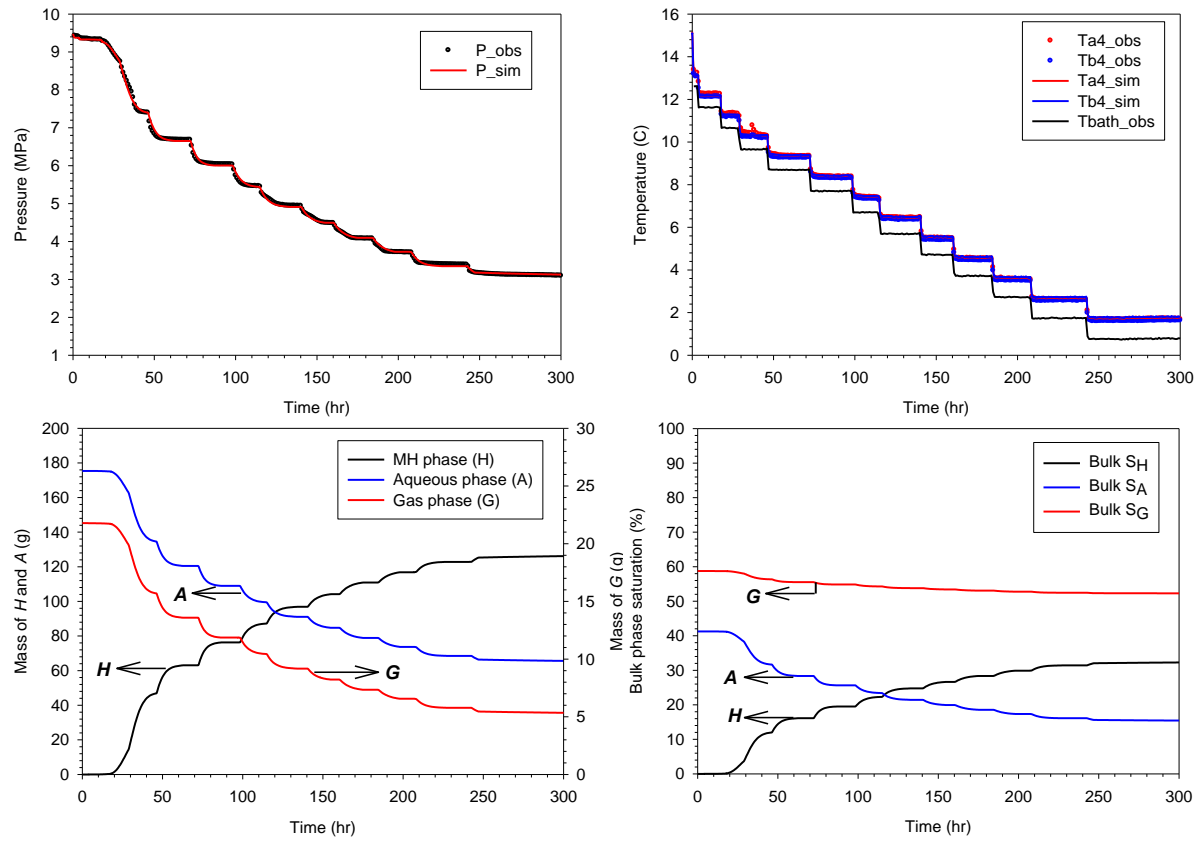 10
9
8
7
6
5
4
3
2
1
0 50 100 150 200 250 300
Pressure (MPa)
Time (hr)
P_obs
P_sim
16
14
12
10
8
6
4
2
0
0 50 100 150 200 250 300
Temperature (C)
Time (hr)
Ta4_obs
Tb4_obs
Ta4_sim
Tb4_sim
Tbath_obs
200
180
160
140
120
100
80
60
40
20
0
0 50 100 150 200 250 300
Mass of H and A (g)
Time (hr)
30
25
20
15
10
5
0
Mass of G (g)
MH phase (H)
Aqueous phase (A)
Gas phase (G)
A
H
G
100
90
80
70
60
50
40
30
20
10
0
0 50 100 150 200 250 300
Bulk phase saturation (%)
Time (hr)
Bulk SH
Bulk SA
Bulk SG
G
A
H